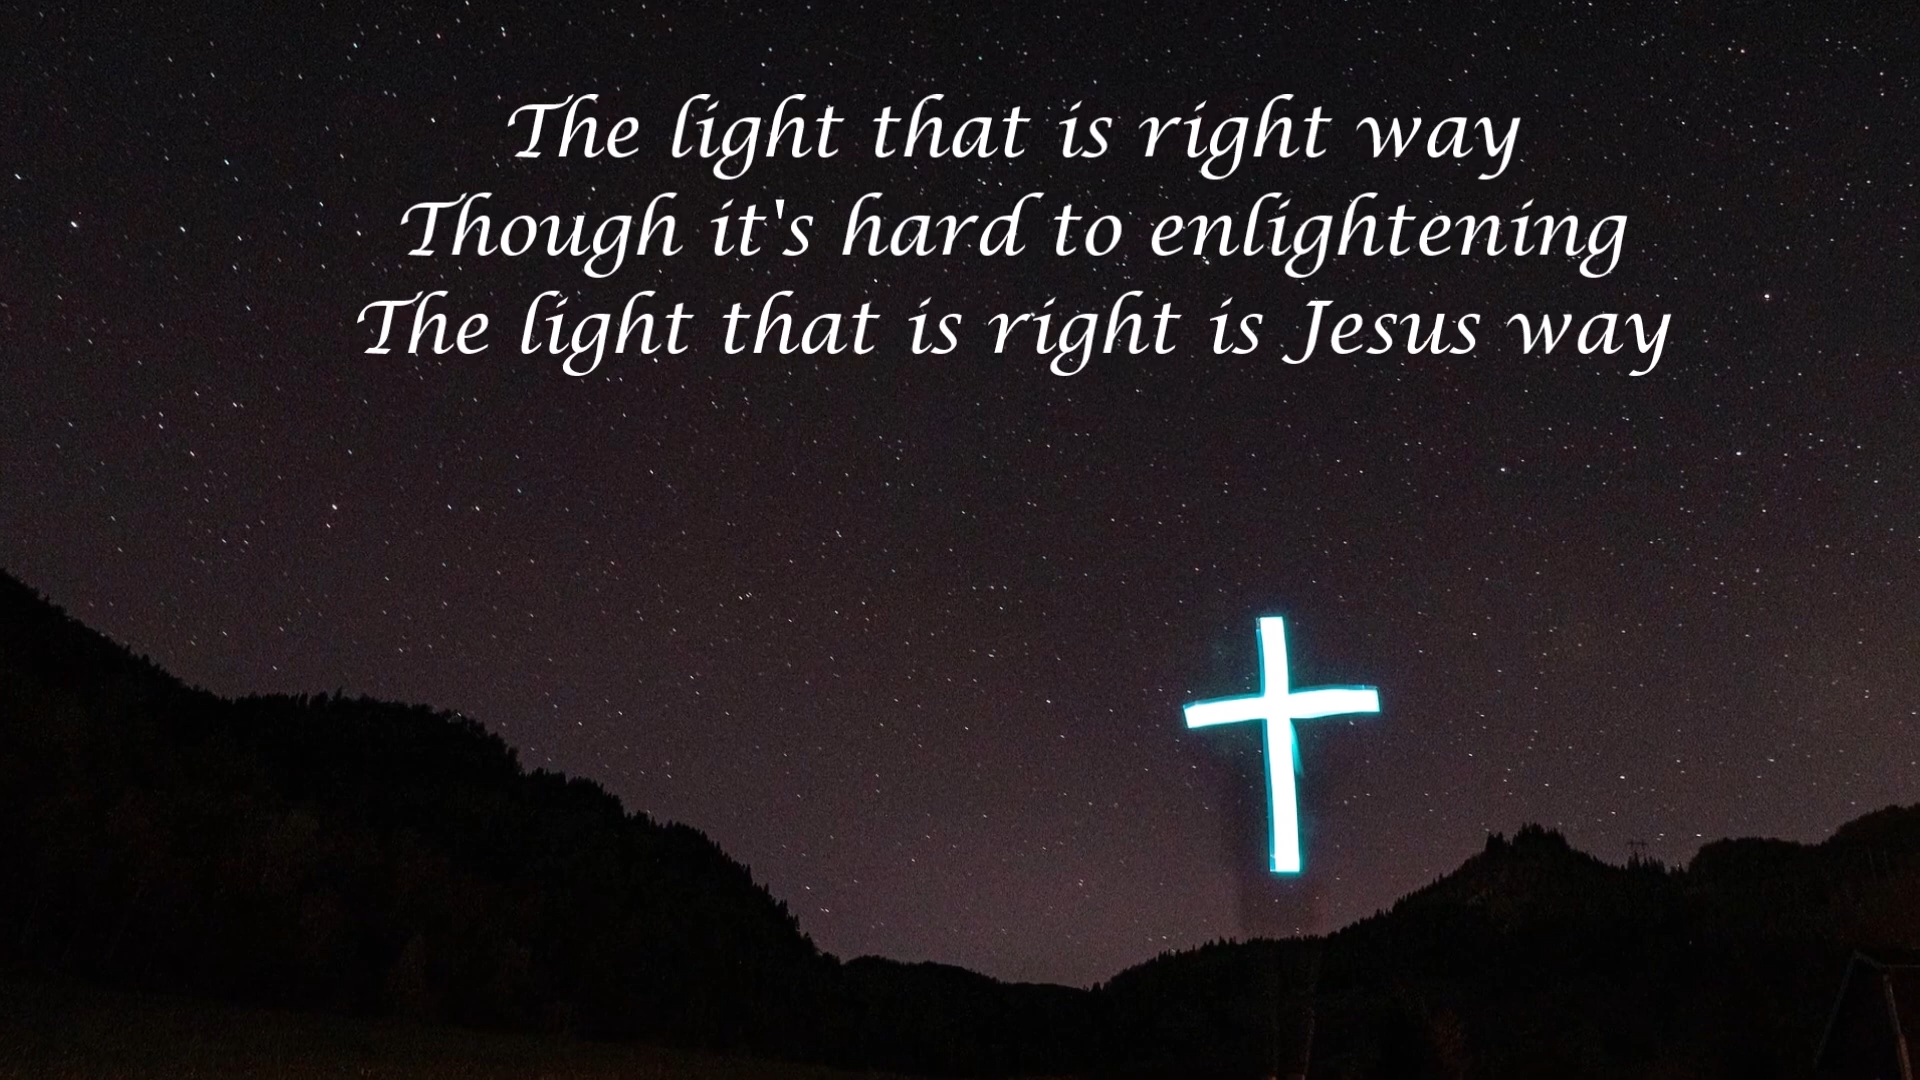 The light that is right way
Though it's hard to enlightening
The light that is right is Jesus way